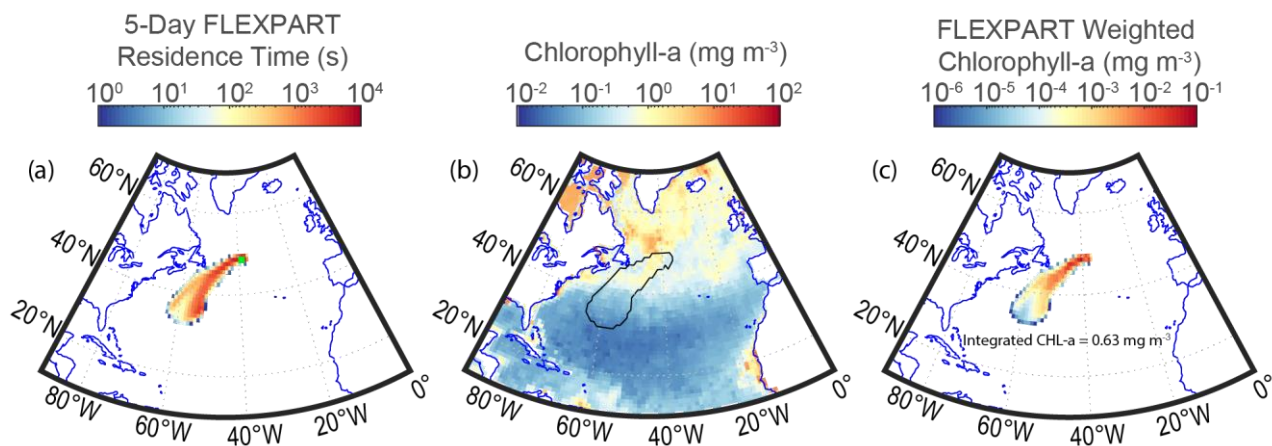 5-Day FLEXPART
Residence Time (s)
10⁰ 10¹ 10² 10³ 10⁴
(a)
60°N
40°N
20°N
80°W
60°W
40°W
20°W
0°
Chlorophyll-a (mg m⁻³)
10⁻² 10⁻¹ 10⁰ 10¹ 10²
(b)
60°N
40°N
20°N
80°W
60°W
40°W
20°W
0°
FLEXPART Weighted
Chlorophyll-a (mg m⁻³)
10⁻⁶ 10⁻⁵ 10⁻⁴ 10⁻³ 10⁻² 10⁻¹
(c)
60°N
40°N
20°N
Integrated CHL-a = 0.63 mg m⁻³
80°W
60°W
40°W
20°W
0°